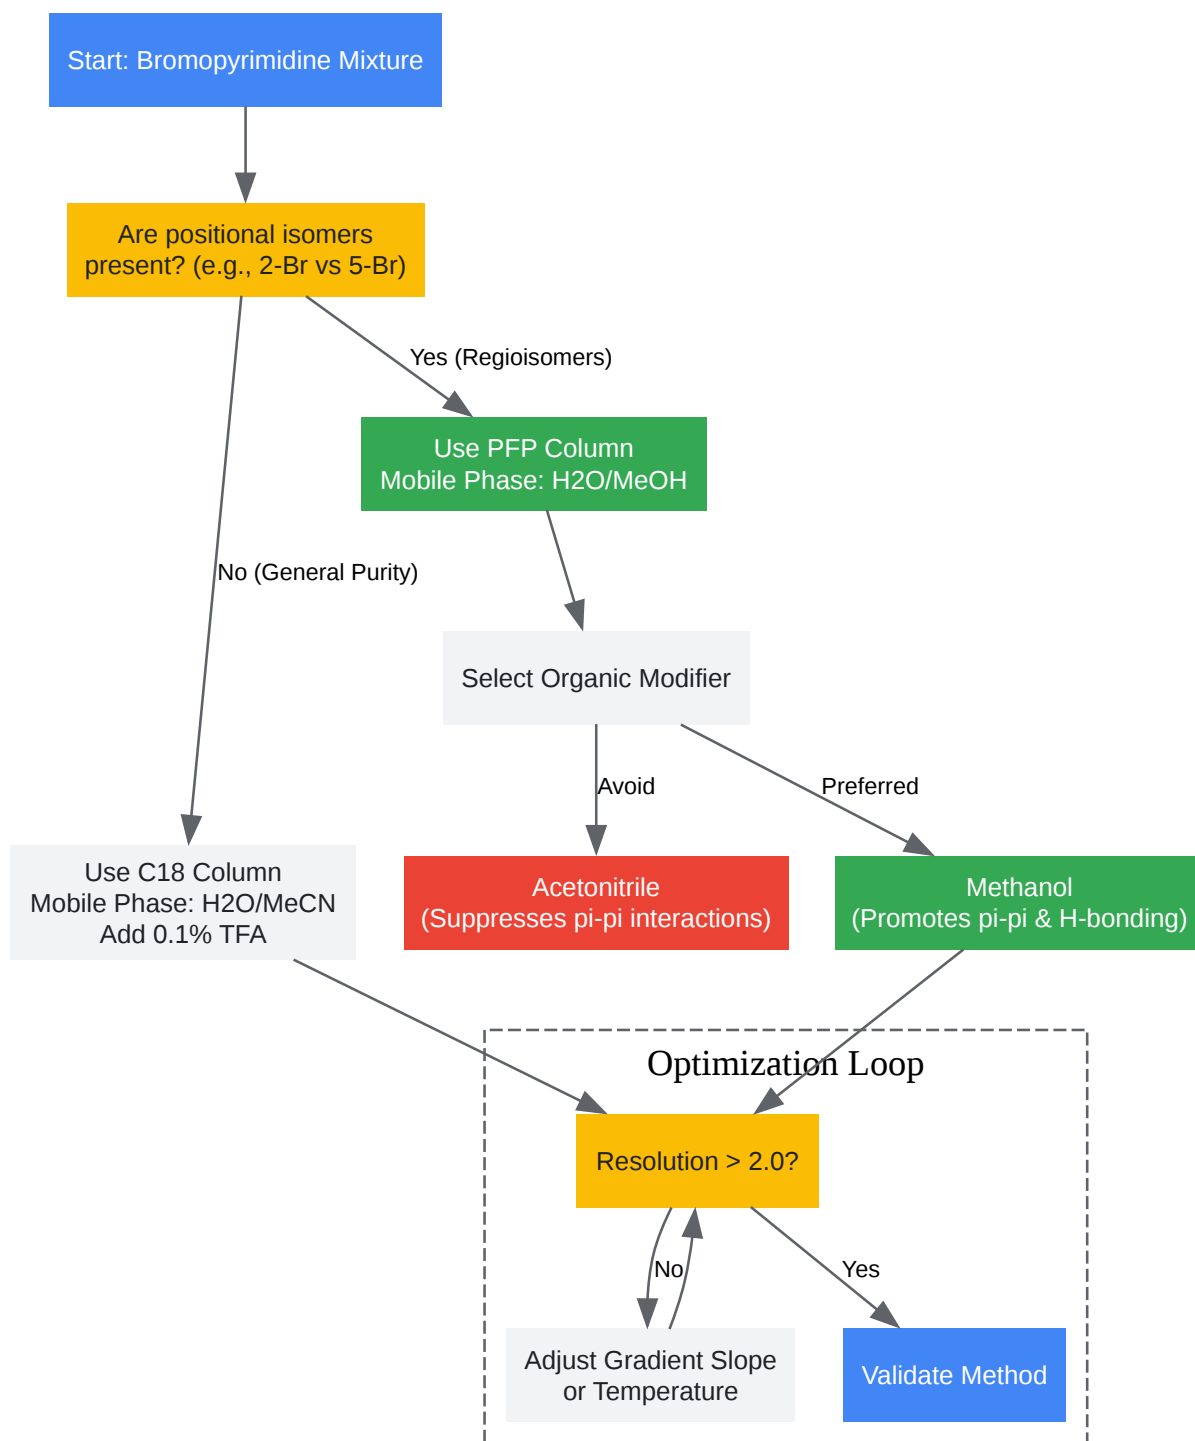 Start: Bromopyrimidine Mixture
Are positional isomers
present? (e.g., 2-Br vs 5-Br)
Yes (Regioisomers)
Use PFP Column
Mobile Phase: H2O/MeOH
No (General Purity)
Select Organic Modifier
Avoid
Preferred
Use C18 Column
Mobile Phase: H2O/MeCN
Add 0.1% TFA
Acetonitrile
(Suppresses pi-pi interactions)
Methanol
(Promotes pi-pi & H-bonding)
Optimization Loop
Resolution > 2.0?
No
Yes
Adjust Gradient Slope
or Temperature
Validate Method